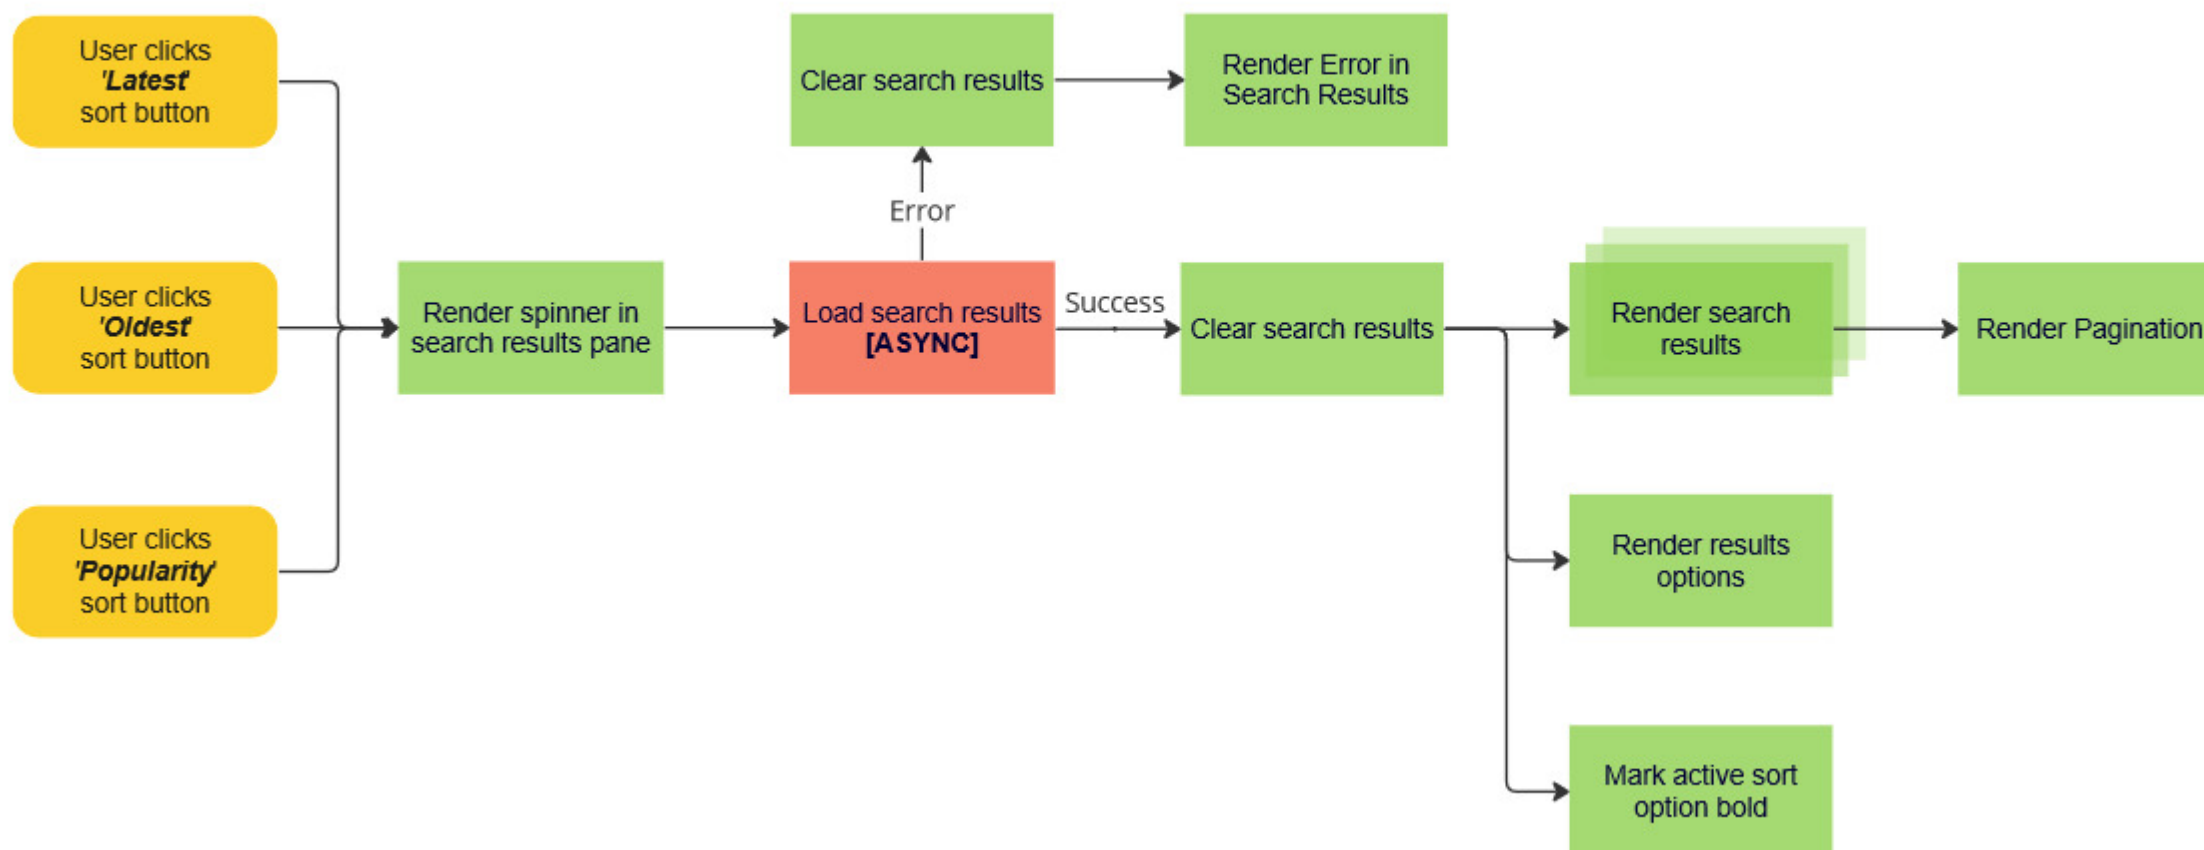 User clicks
'Latest'
sort button
Clear search results
Render Error in
Search Results
Error
User clicks
'Oldest'
sort button
Render spinner in
search results pane
Load search results
[ASYNC]
Success
Clear search results
Render search
results
Render Pagination
User clicks
'Popularity'
sort button
Render results
options
Mark active sort
option bold